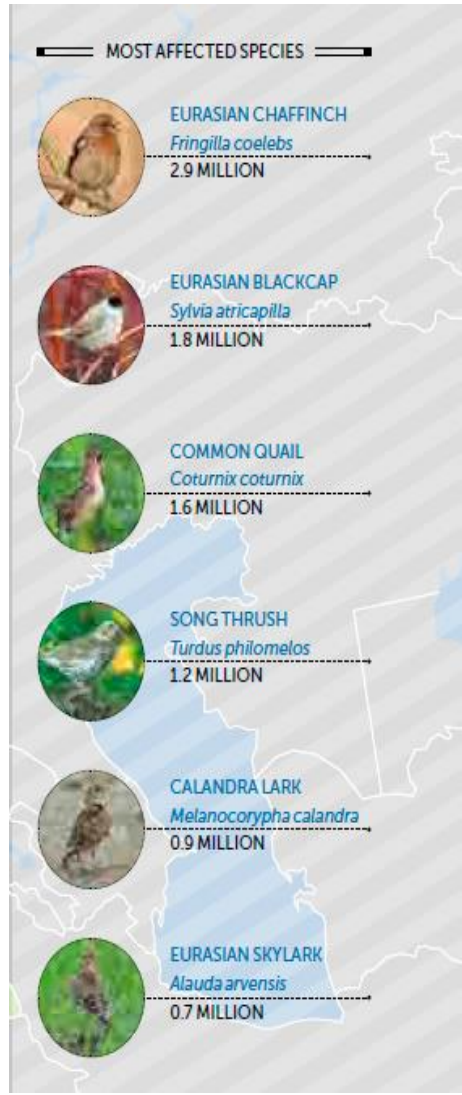 MOST AFFECTED SPECIES
EURASIAN CHAFFINCH
Fringilla coelebs
2.9 MILLION
EURASIAN BLACKCAP
Sylvia atricapilla
1.8 MILLION
COMMON QUAIL
Coturnix coturnix
1.6 MILLION
SONG THRUSH
Turdus philomelos
1.2 MILLION
CALANDRA LARK
Melanocorypha calandra
0.9 MILLION
EURASIAN SKYLARK
Alauda arvensis
0.7 MILLION